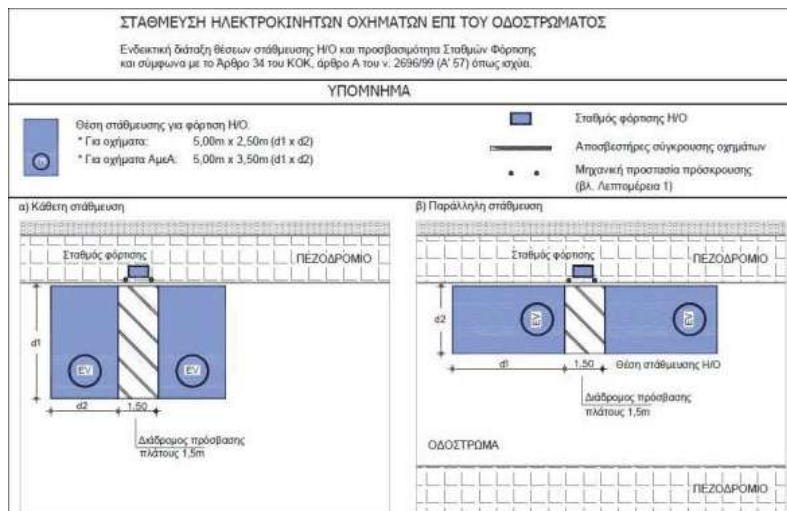 ΣΤΑΘΜΕΥΣΗ ΗΛΕΚΤΡΟΚΙΝΗΤΩΝ ΟΧΗΜΑΤΩΝ ΕΠΙ ΤΟΥ ΟΔΟΣΤΡΩΜΑΤΟΣ
Ενδεικτική διάταξη θέσεων στάθμευσης Η/Ο και προσβασιμότητα Σταθμών Φόρτισης
και σύμφωνα με το Άρθρο 34 του ΚΟΚ, άρθρο Α του ν. 2696/99 (Α' 57) όπως ισχύει.
ΥΠΟΜΝΗΜΑ
Θέση στάθμευσης για φόρτιση Η/Ο.
* Για οχήματα: 5,00m x 2,50m (d1 x d2)
* Για οχήματα ΑμεΑ: 5,00m x 3,50m (d1 x d2)
Σταθμός φόρτισης Η/Ο
Αποσβεστήρες σύγκρουσης οχημάτων
Μηχανική προστασία πρόσκρουσης
(βλ. Λεπτομέρεια 1)
α) Κάθετη στάθμευση
Σταθμός φόρτισης
ΠΕΖΟΔΡΟΜΙΟ
d1
EV
EV
d2
1,50
Διάδρομος πρόσβασης
πλάτους 1,5m
β) Παράλληλη στάθμευση
Σταθμός φόρτισης
ΠΕΖΟΔΡΟΜΙΟ
d2
EV
EV
d1
1,50
Θέση στάθμευσης Η/Ο
Διάδρομος πρόσβασης
πλάτους 1,5m
ΟΔΟΣΤΡΩΜΑ
ΠΕΖΟΔΡΟΜΙΟ